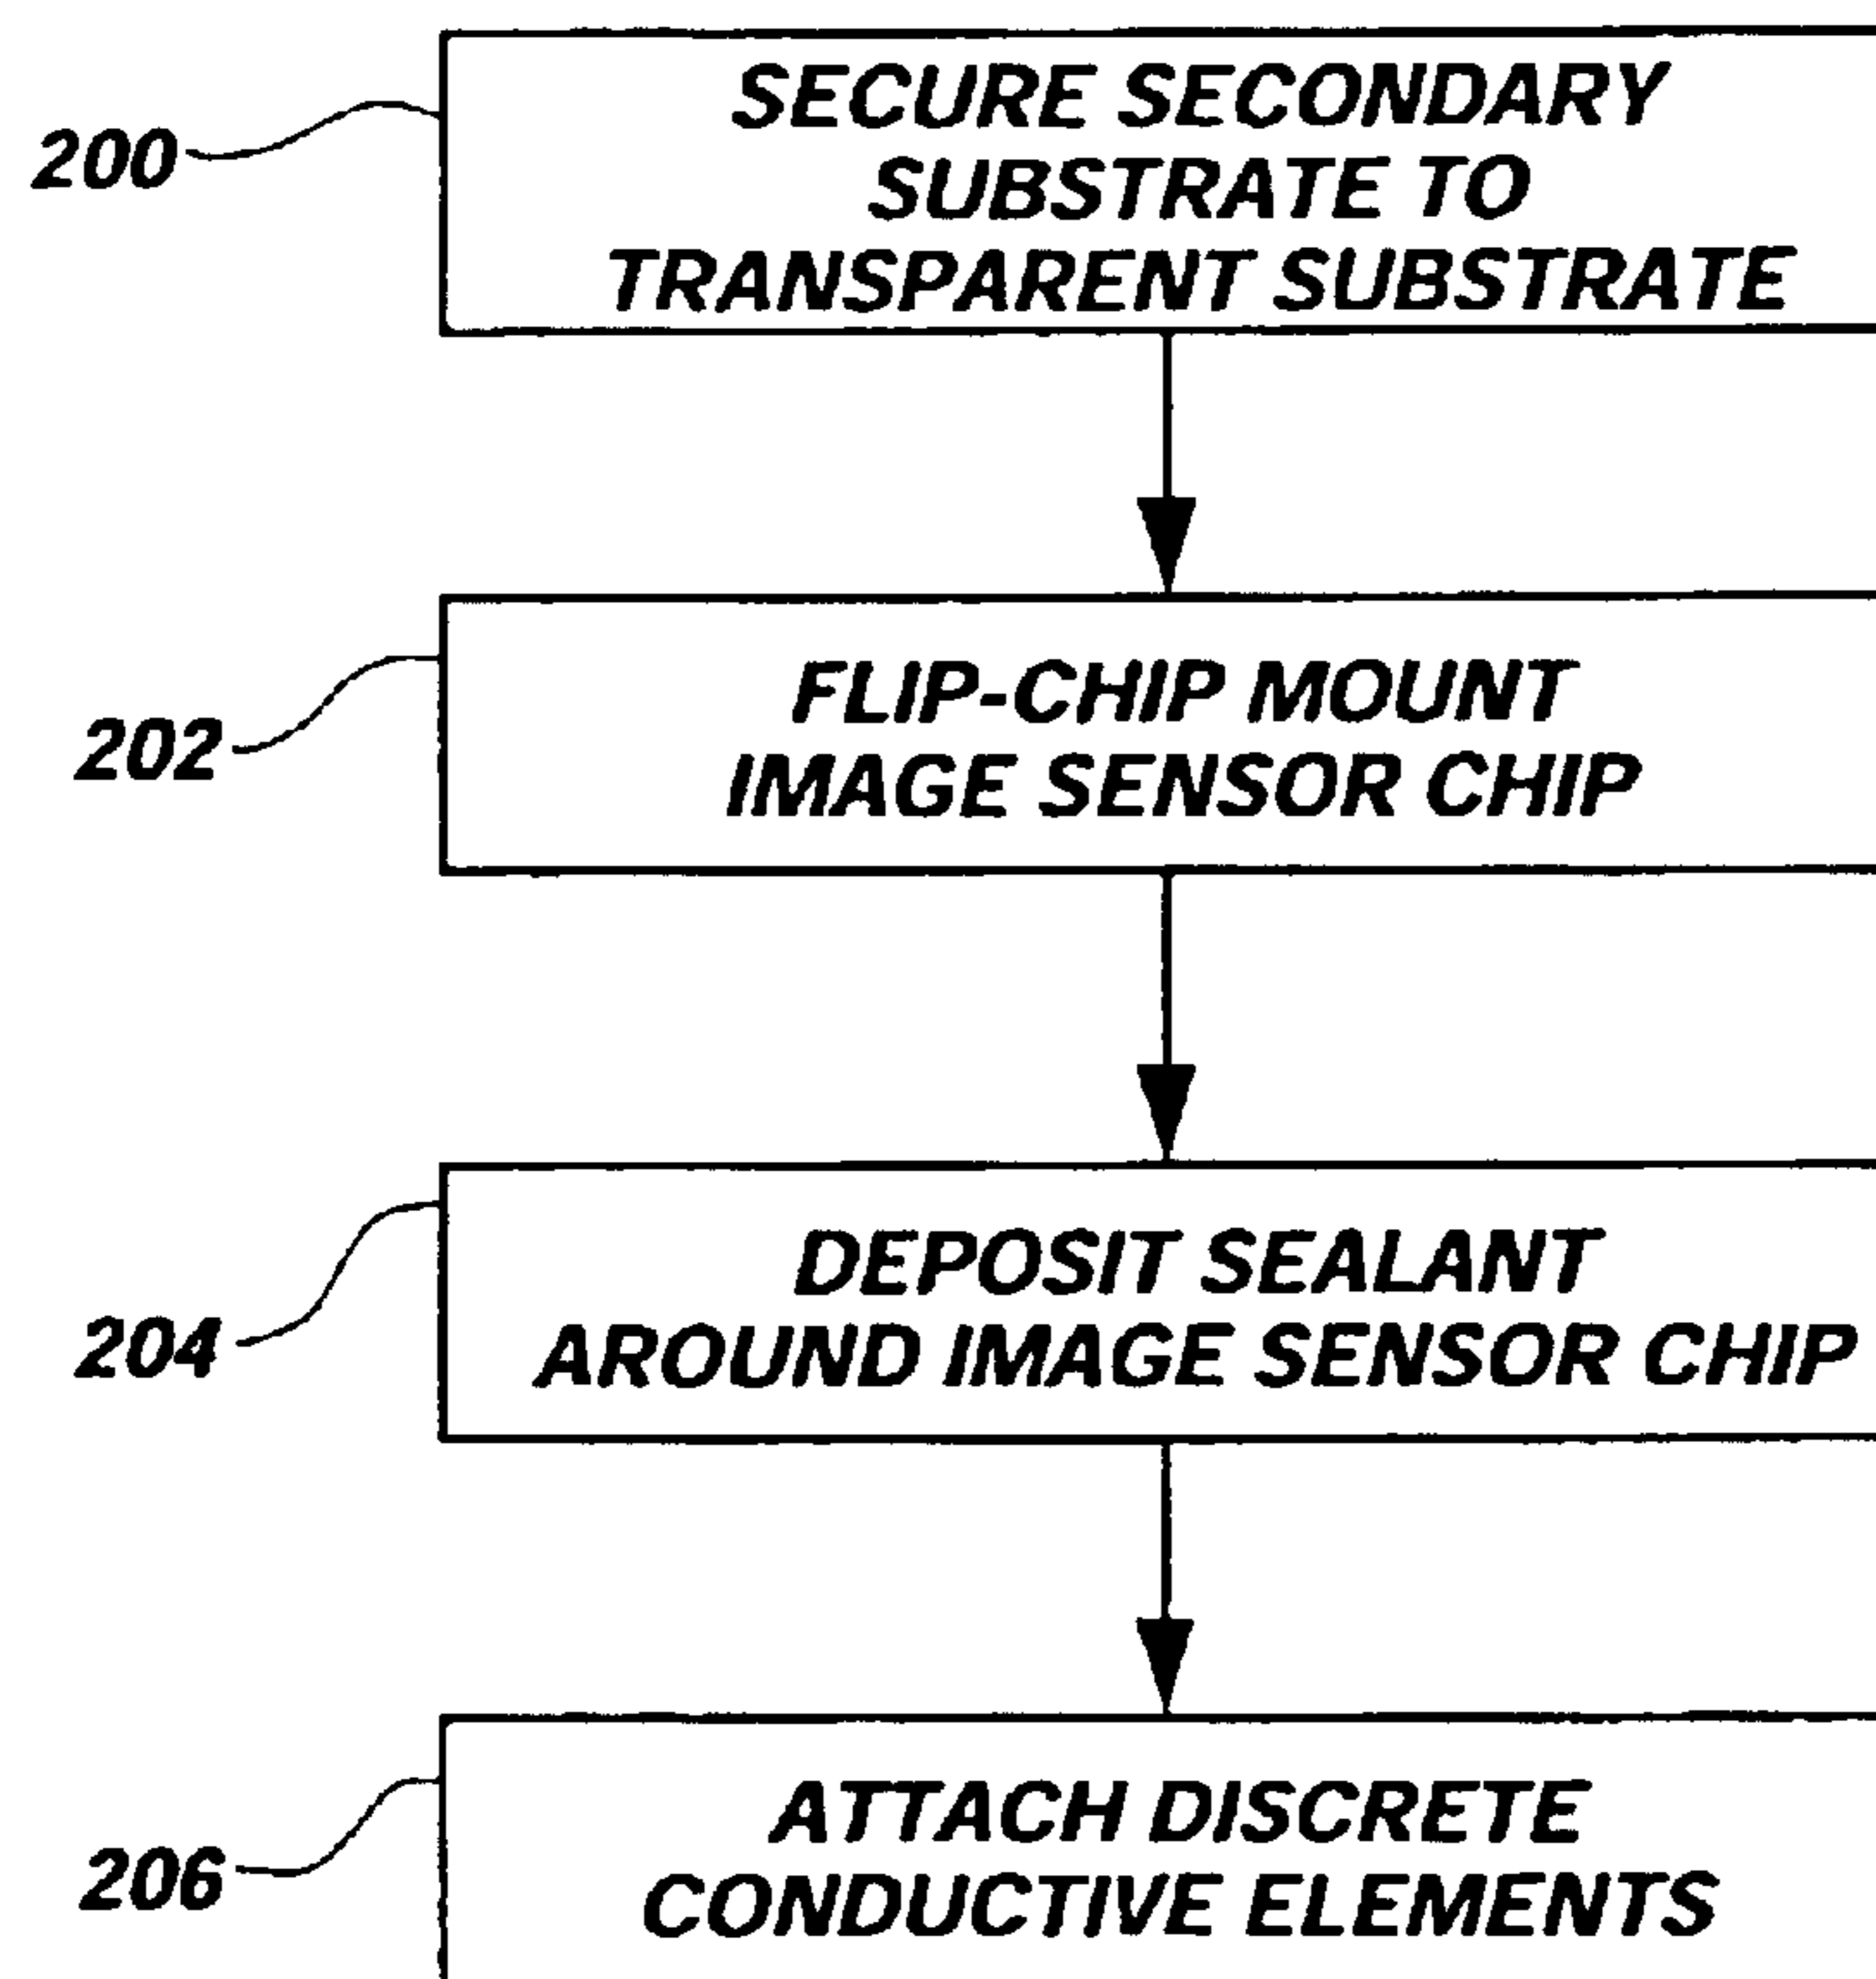 200
SECURE SECONDARY
SUBSTRATE TO
TRANSPARENT SUBSTRATE
202
FLIP-CHIP MOUNT
IMAGE SENSOR CHIP
204
DEPOSIT SEALANT
AROUND IMAGE SENSOR CHIP
206
ATTACH DISCRETE
CONDUCTIVE ELEMENTS